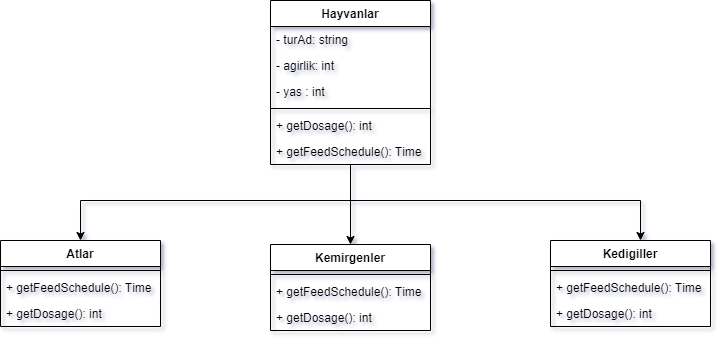 Hayvanlar
- turAd: string
- agirlik: int
- yas : int
+ getDosage(): int
+ getFeedSchedule(): Time
Atlar
+ getFeedSchedule(): Time
+ getDosage(): int
Kemirgenler
+ getFeedSchedule(): Time
+ getDosage(): int
Kedigiller
+ getFeedSchedule(): Time
+ getDosage(): int